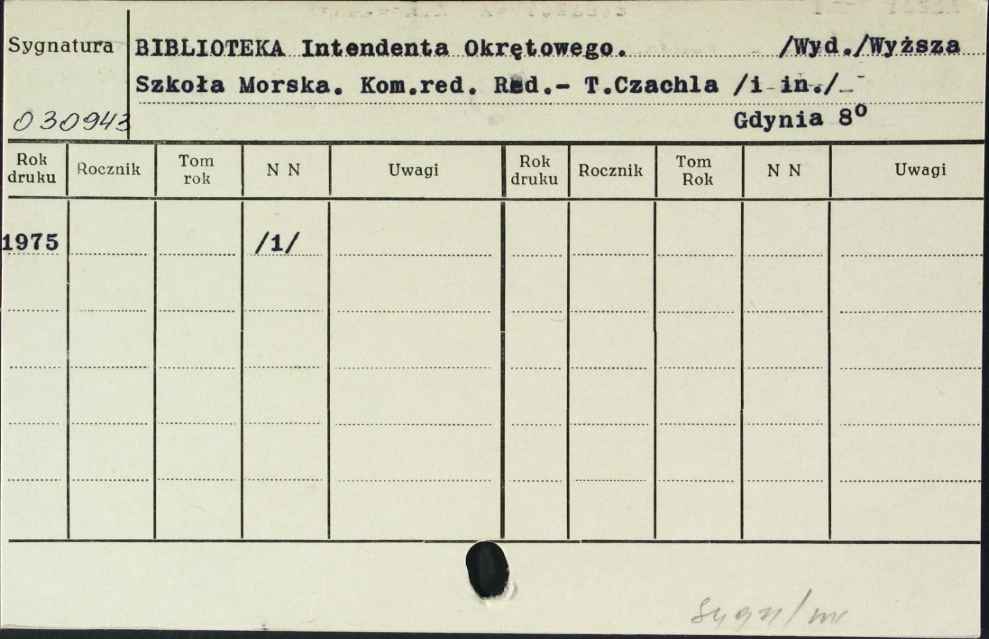 Sygnatura BIBLIOTEKA Intendenta Okrętowego. /Wyd./Wyższa
Szkoła Morska. Kom.red. Red.- T.Czachla /i in./
030943 Gdynia 8º
Rok druku Rocznik Tom rok N N Uwagi Rok druku Rocznik Tom Rok N N Uwagi
1975 /1/